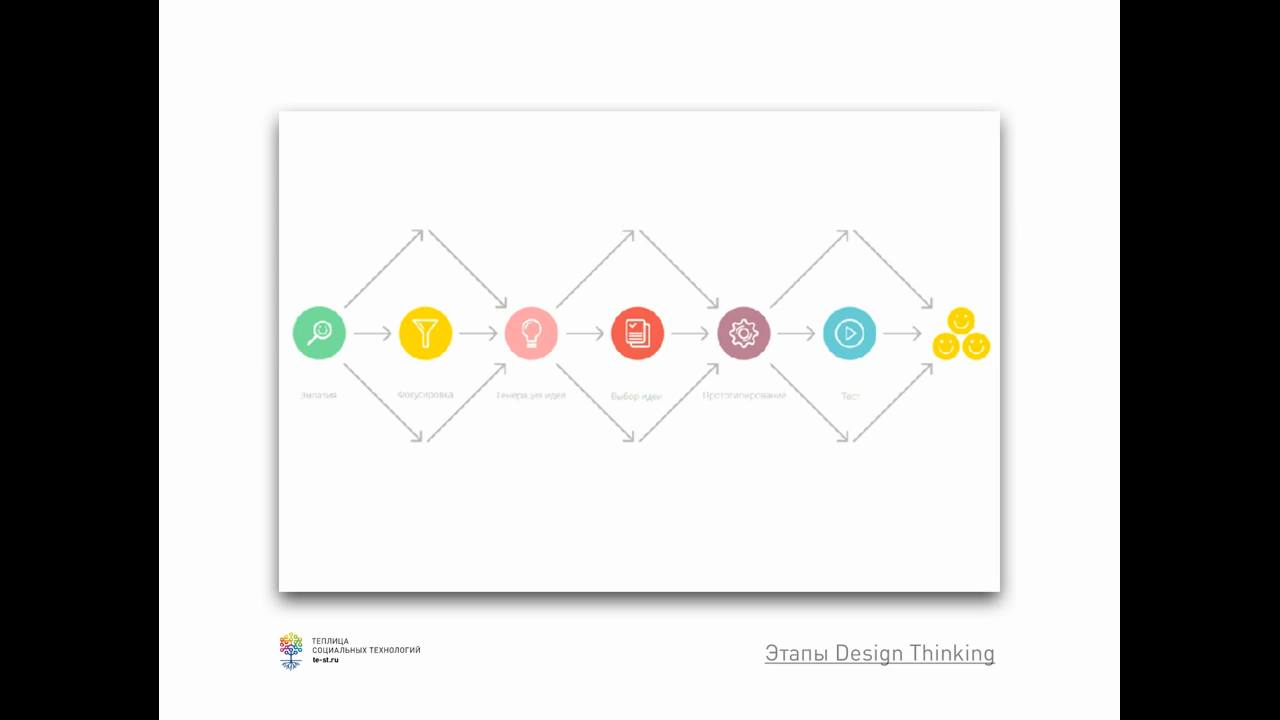 Эмпатия
Фокусировка
Генерация идей
Выбор идеи
Прототипирование
Тест
ТЕПЛИЦА
СОЦИАЛЬНЫХ ТЕХНОЛОГИЙ
te-st.ru
Этапы Design Thinking